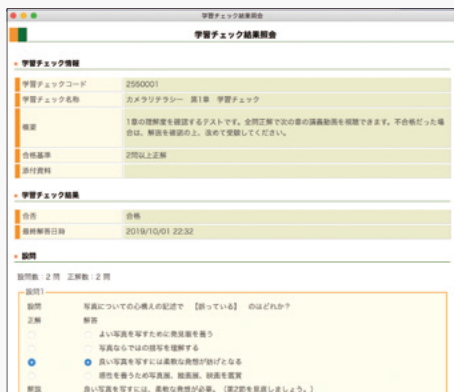 学習チェック結果照会
学習チェック結果照会
学習チェック情報
学習チェックコード 2550001
学習チェック名称 カメラリテラシー 第1章 学習チェック
概要 1章の理解度を確認するテストです。全問正解で次の章の講義動画を視聴できます。不合格だった場
合は、解説を確認の上、改めて受験してください。
合格基準 2問以上正解
添付資料
学習チェック結果
合否 合格
最終解答日時 2019/10/01 22:32
設問
設問数:2 問 正解数:2 問
設問1
設問 写真についての心構えの記述で 【誤っている】 のはどれか?
正解 解答
よい写真を写すために発見眼を養う
写真ならではの描写を理解する
良い写真を写すには柔軟な発想が妨げとなる
感性を養うため写真展、絵画展、映画を鑑賞
解説 良い写真を写すには、柔軟な発想が必要。(第2節を見直しましょう。)